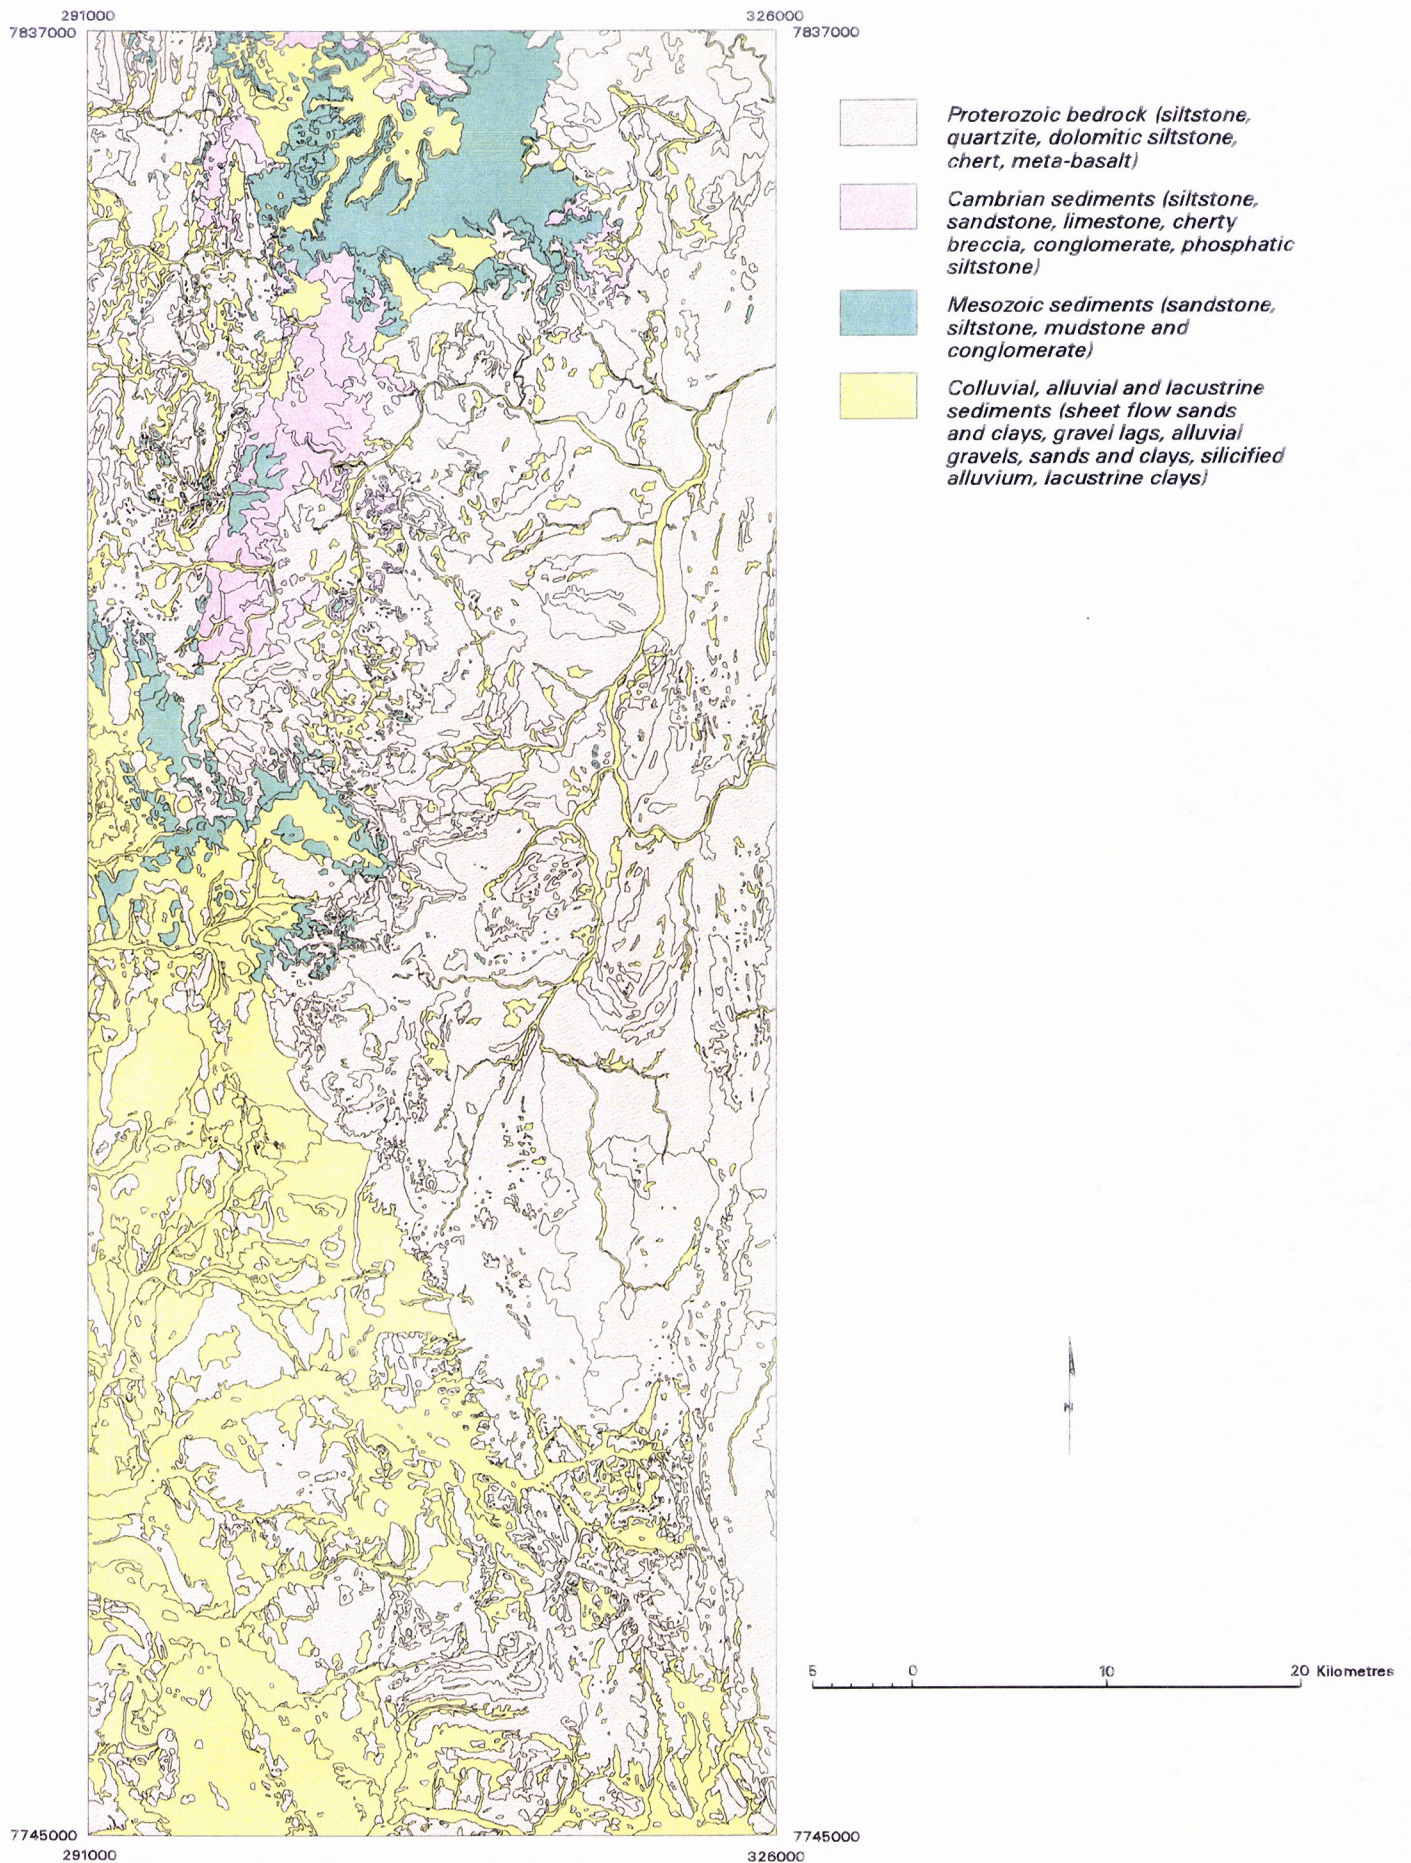 291000
326000
7837000
7837000
Proterozoic bedrock (siltstone,
quartzite, dolomitic siltstone,
chert, meta-basalt)
Cambrian sediments (siltstone,
sandstone, limestone, cherty
breccia, conglomerate, phosphatic
siltstone)
Mesozoic sediments (sandstone,
siltstone, mudstone and
conglomerate)
Colluvial, alluvial and lacustrine
sediments (sheet flow sands
and clays, gravel lags, alluvial
gravels, sands and clays, silicified
alluvium, lacustrine clays)
N
5 0 10 20 Kilometres
7745000
7745000
291000
326000